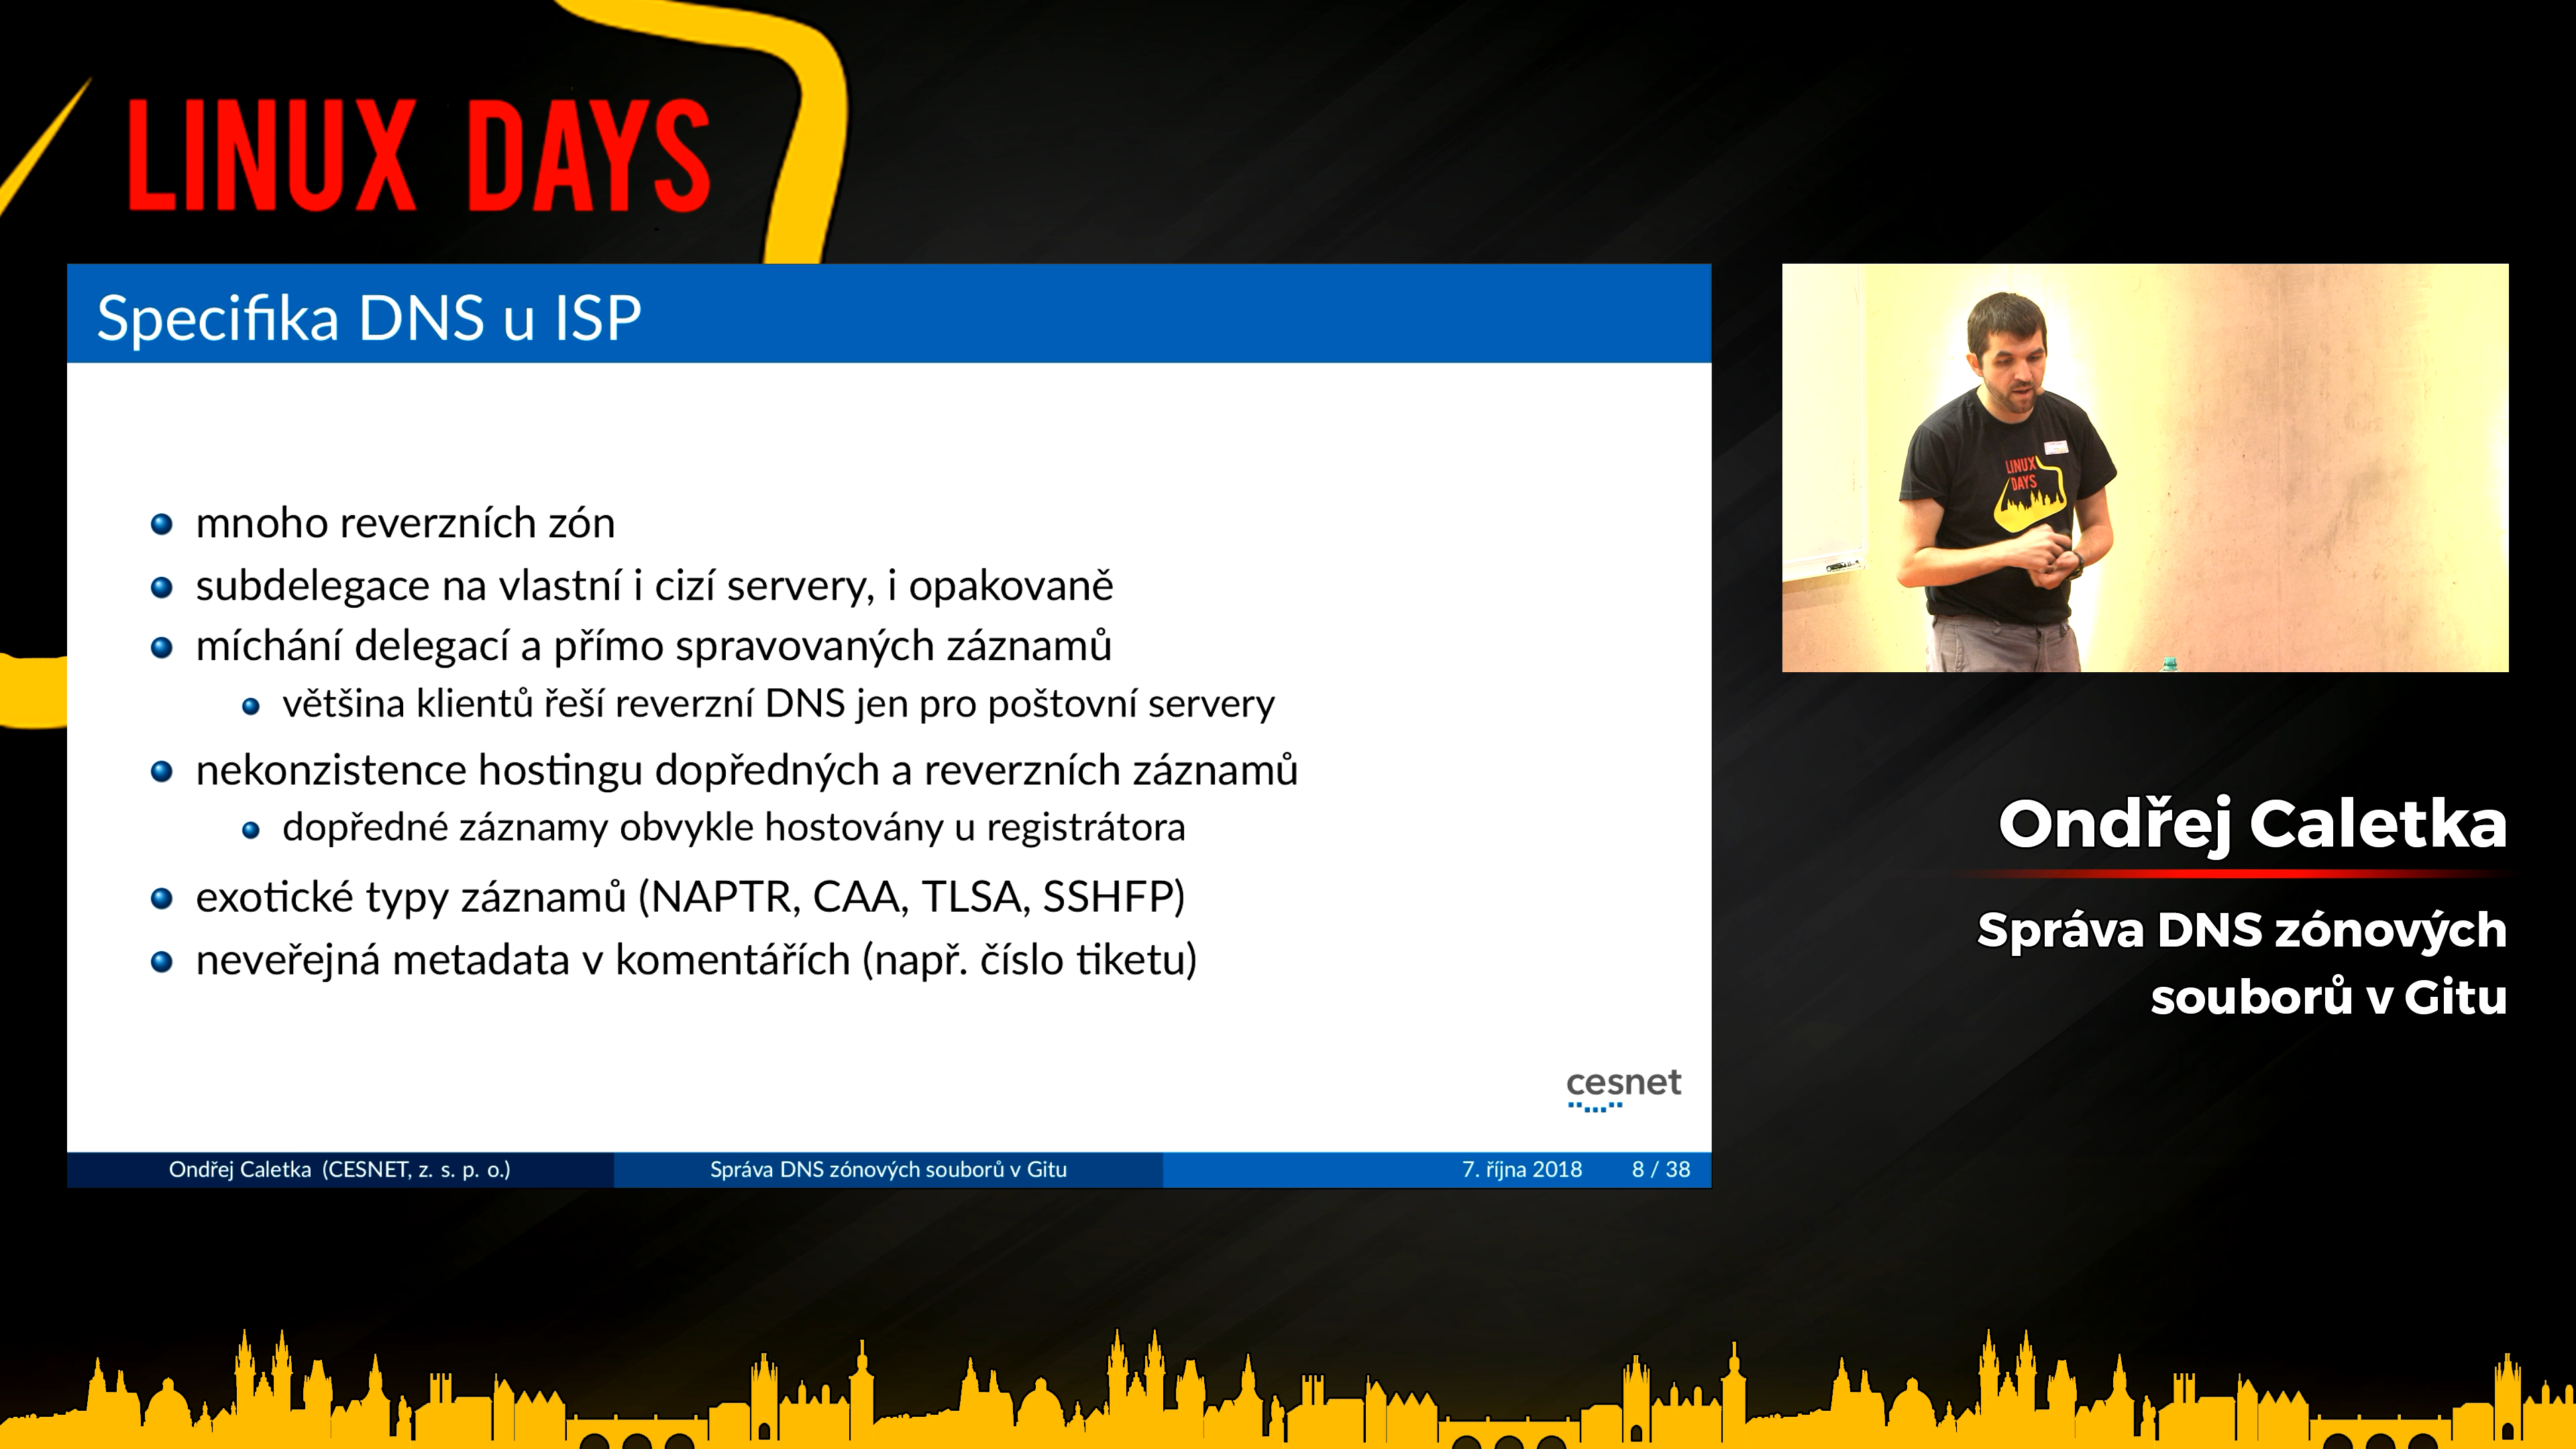 LINUX DAYS
Specifika DNS u ISP
mnoho reverzních zón
subdelegace na vlastní i cizí servery, i opakovaně
míchání delegací a přímo spravovaných záznamů
většina klientů řeší reverzní DNS jen pro poštovní servery
nekonzistence hostingu dopředných a reverzních záznamů
dopředné záznamy obvykle hostovány u registrátora
exotické typy záznamů (NAPTR, CAA, TLSA, SSHFP)
neveřejná metadata v komentářích (např. číslo tiketu)
cesnet
Ondřej Caletka (CESNET, z. s. p. o.)
Správa DNS zónových souborů v Gitu
7. října 2018
8 / 38
LINUX
DAYS
Ondřej Caletka
Správa DNS zónových
souborů v Gitu